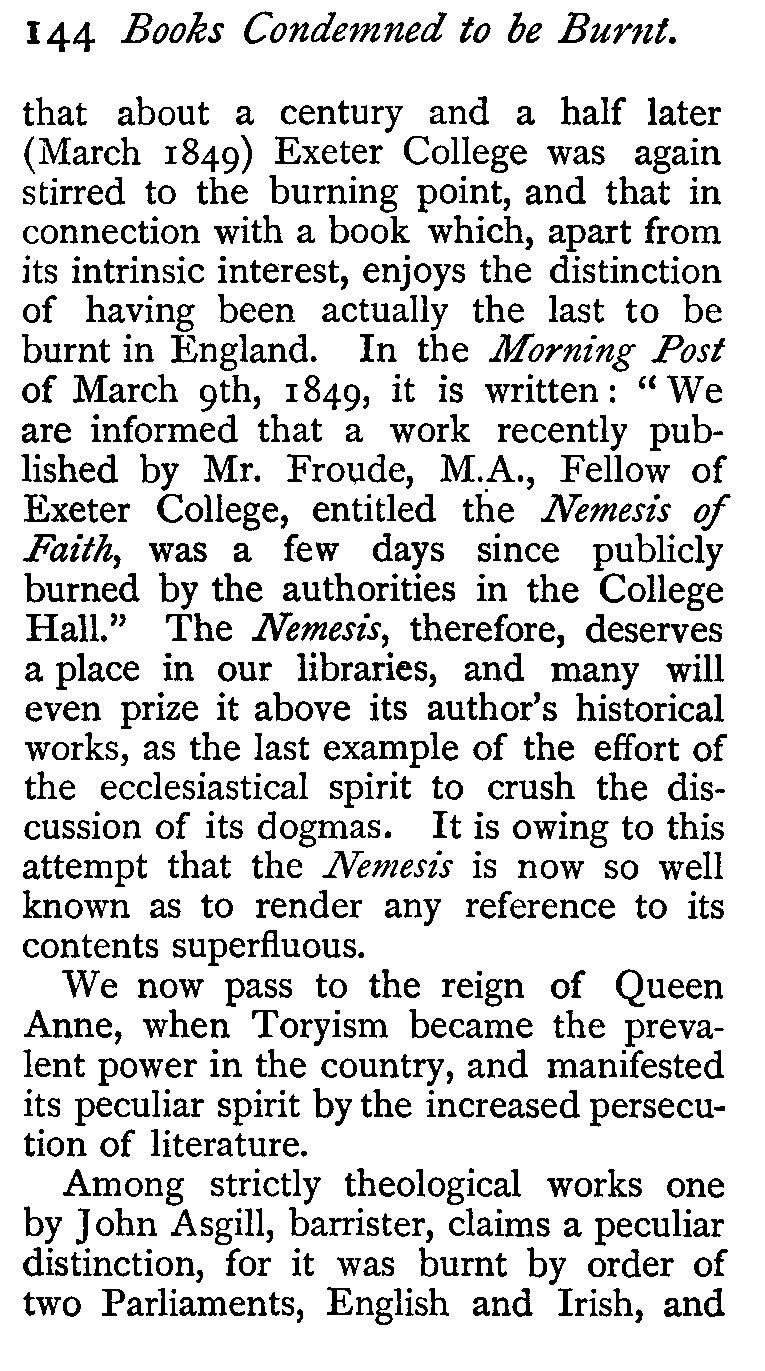 144 Books Condemned to be Burnt.
that about a century and a half later
(March 1849) Exeter College was again
stirred to the burning point, and that in
connection with a book which, apart from
its intrinsic interest, enjoys the distinction
of having been actually the last to be
burnt in England. In the Morning Post
of March 9th, 1849, it is written: “We
are informed that a work recently pub-
lished by Mr. Froude, M.A., Fellow of
Exeter College, entitled the Nemesis of
Faith, was a few days since publicly
burned by the authorities in the College
Hall.” The Nemesis, therefore, deserves
a place in our libraries, and many will
even prize it above its author’s historical
works, as the last example of the effort of
the ecclesiastical spirit to crush the dis-
cussion of its dogmas. It is owing to this
attempt that the Nemesis is now so well
known as to render any reference to its
contents superfluous.
We now pass to the reign of Queen
Anne, when Toryism became the preva-
lent power in the country, and manifested
its peculiar spirit by the increased persecu-
tion of literature.
Among strictly theological works one
by John Asgill, barrister, claims a peculiar
distinction, for it was burnt by order of
two Parliaments, English and Irish, and